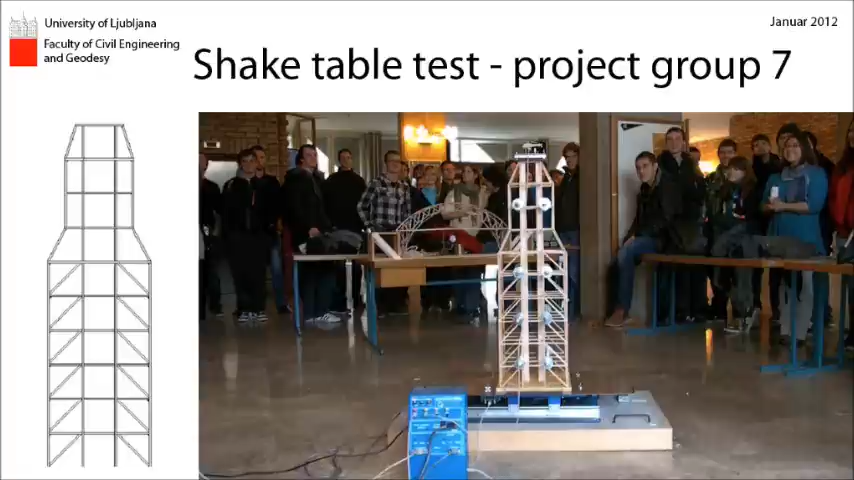 University of Ljubljana
Faculty of Civil Engineering
and Geodesy
Januar 2012
Shake table test - project group 7